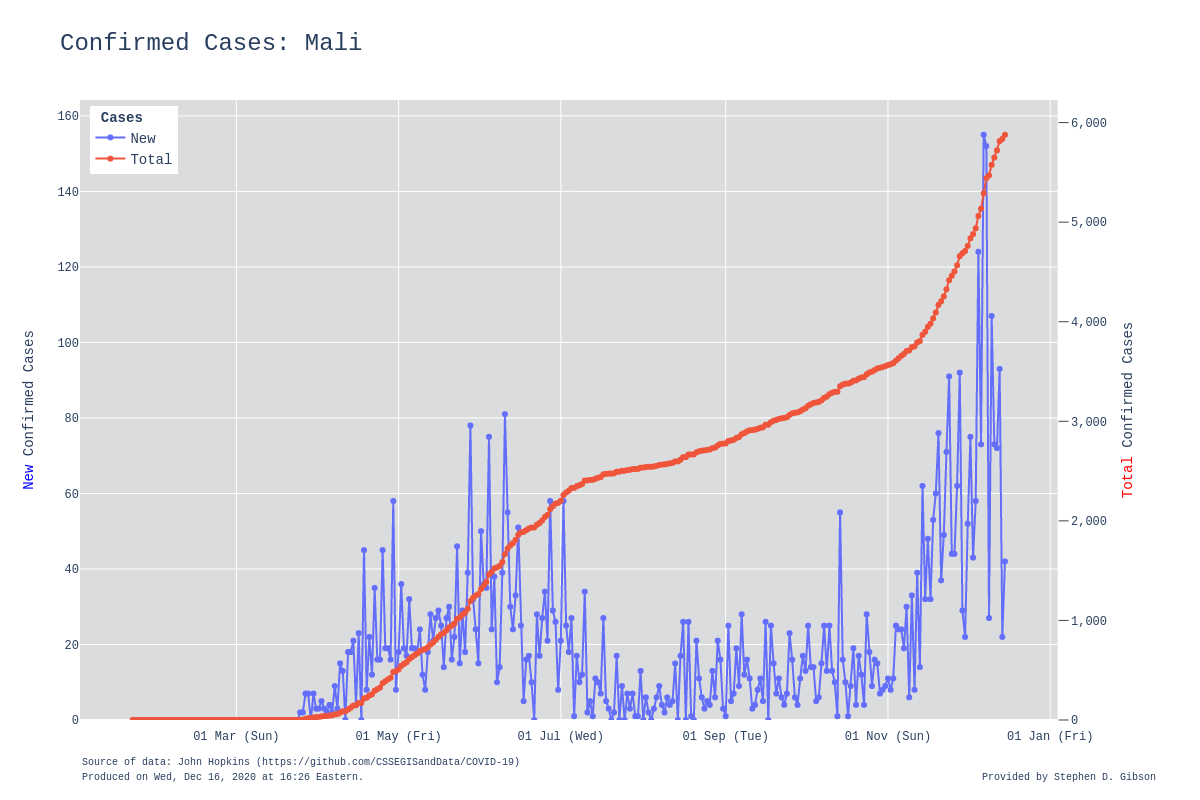 Confirmed Cases: Mali
Cases
New
Total
160
140
120
100
80
60
40
20
0
6,000
5,000
4,000
3,000
2,000
1,000
0
New Confirmed Cases
Total Confirmed Cases
01 Mar (Sun)
01 May (Fri)
01 Jul (Wed)
01 Sep (Tue)
01 Nov (Sun)
01 Jan (Fri)
Source of data: John Hopkins (https://github.com/CSSEGISandData/COVID-19)
Produced on Wed, Dec 16, 2020 at 16:26 Eastern.
Provided by Stephen D. Gibson